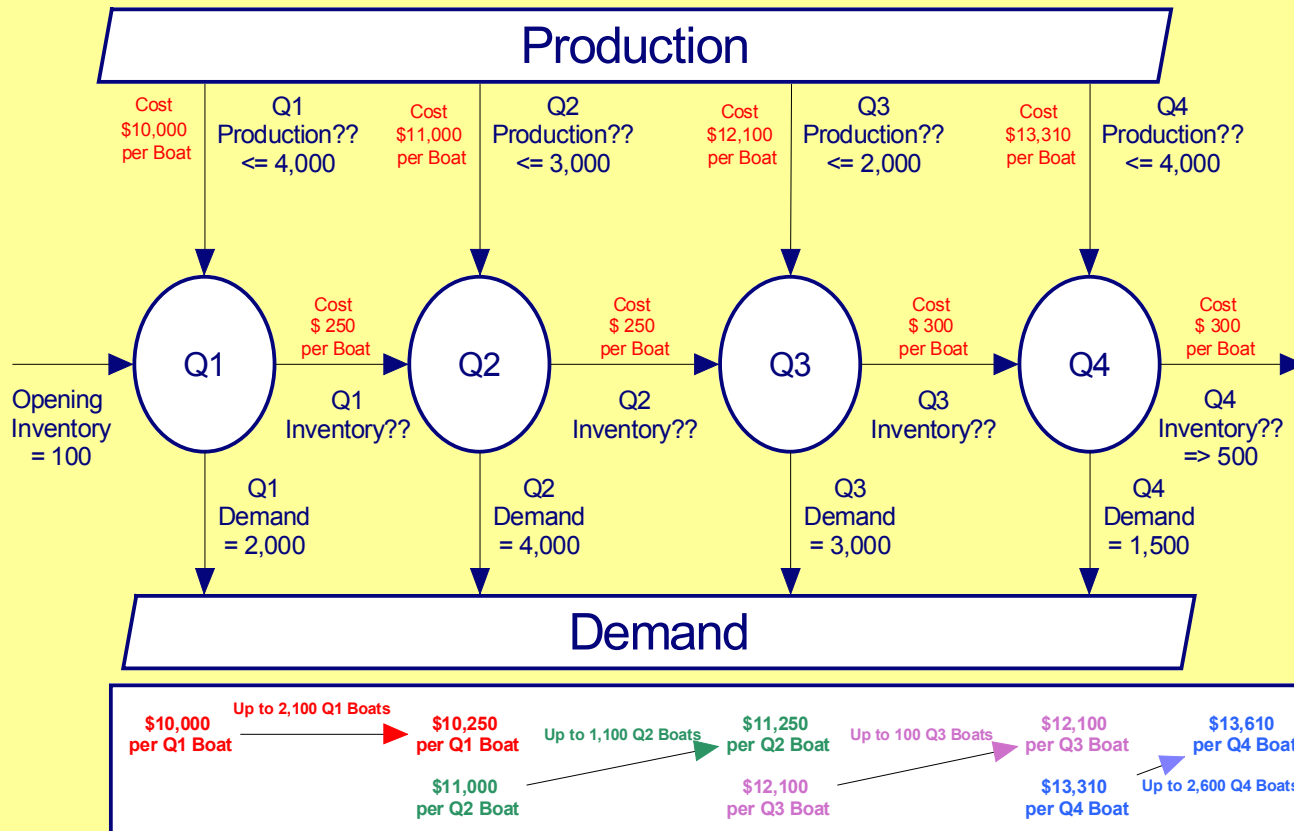 Production
Cost
$10,000
per Boat
Q1
Production??
<= 4,000
Cost
$11,000
per Boat
Q2
Production??
<= 3,000
Cost
$12,100
per Boat
Q3
Production??
<= 2,000
Cost
$13,310
per Boat
Q4
Production??
<= 4,000
Opening
Inventory
= 100
Q1
Cost
$ 250
per Boat
Q1
Inventory??
Q2
Cost
$ 250
per Boat
Q2
Inventory??
Q3
Cost
$ 300
per Boat
Q3
Inventory??
Q4
Cost
$ 300
per Boat
Q4
Inventory??
=> 500
Q1
Demand
= 2,000
Q2
Demand
= 4,000
Q3
Demand
= 3,000
Q4
Demand
= 1,500
Demand
$10,000
per Q1 Boat
Up to 2,100 Q1 Boats
$10,250
per Q1 Boat
$11,000
per Q2 Boat
Up to 1,100 Q2 Boats
$11,250
per Q2 Boat
$12,100
per Q3 Boat
Up to 100 Q3 Boats
$12,100
per Q3 Boat
$13,310
per Q4 Boat
$13,610
per Q4 Boat
Up to 2,600 Q4 Boats